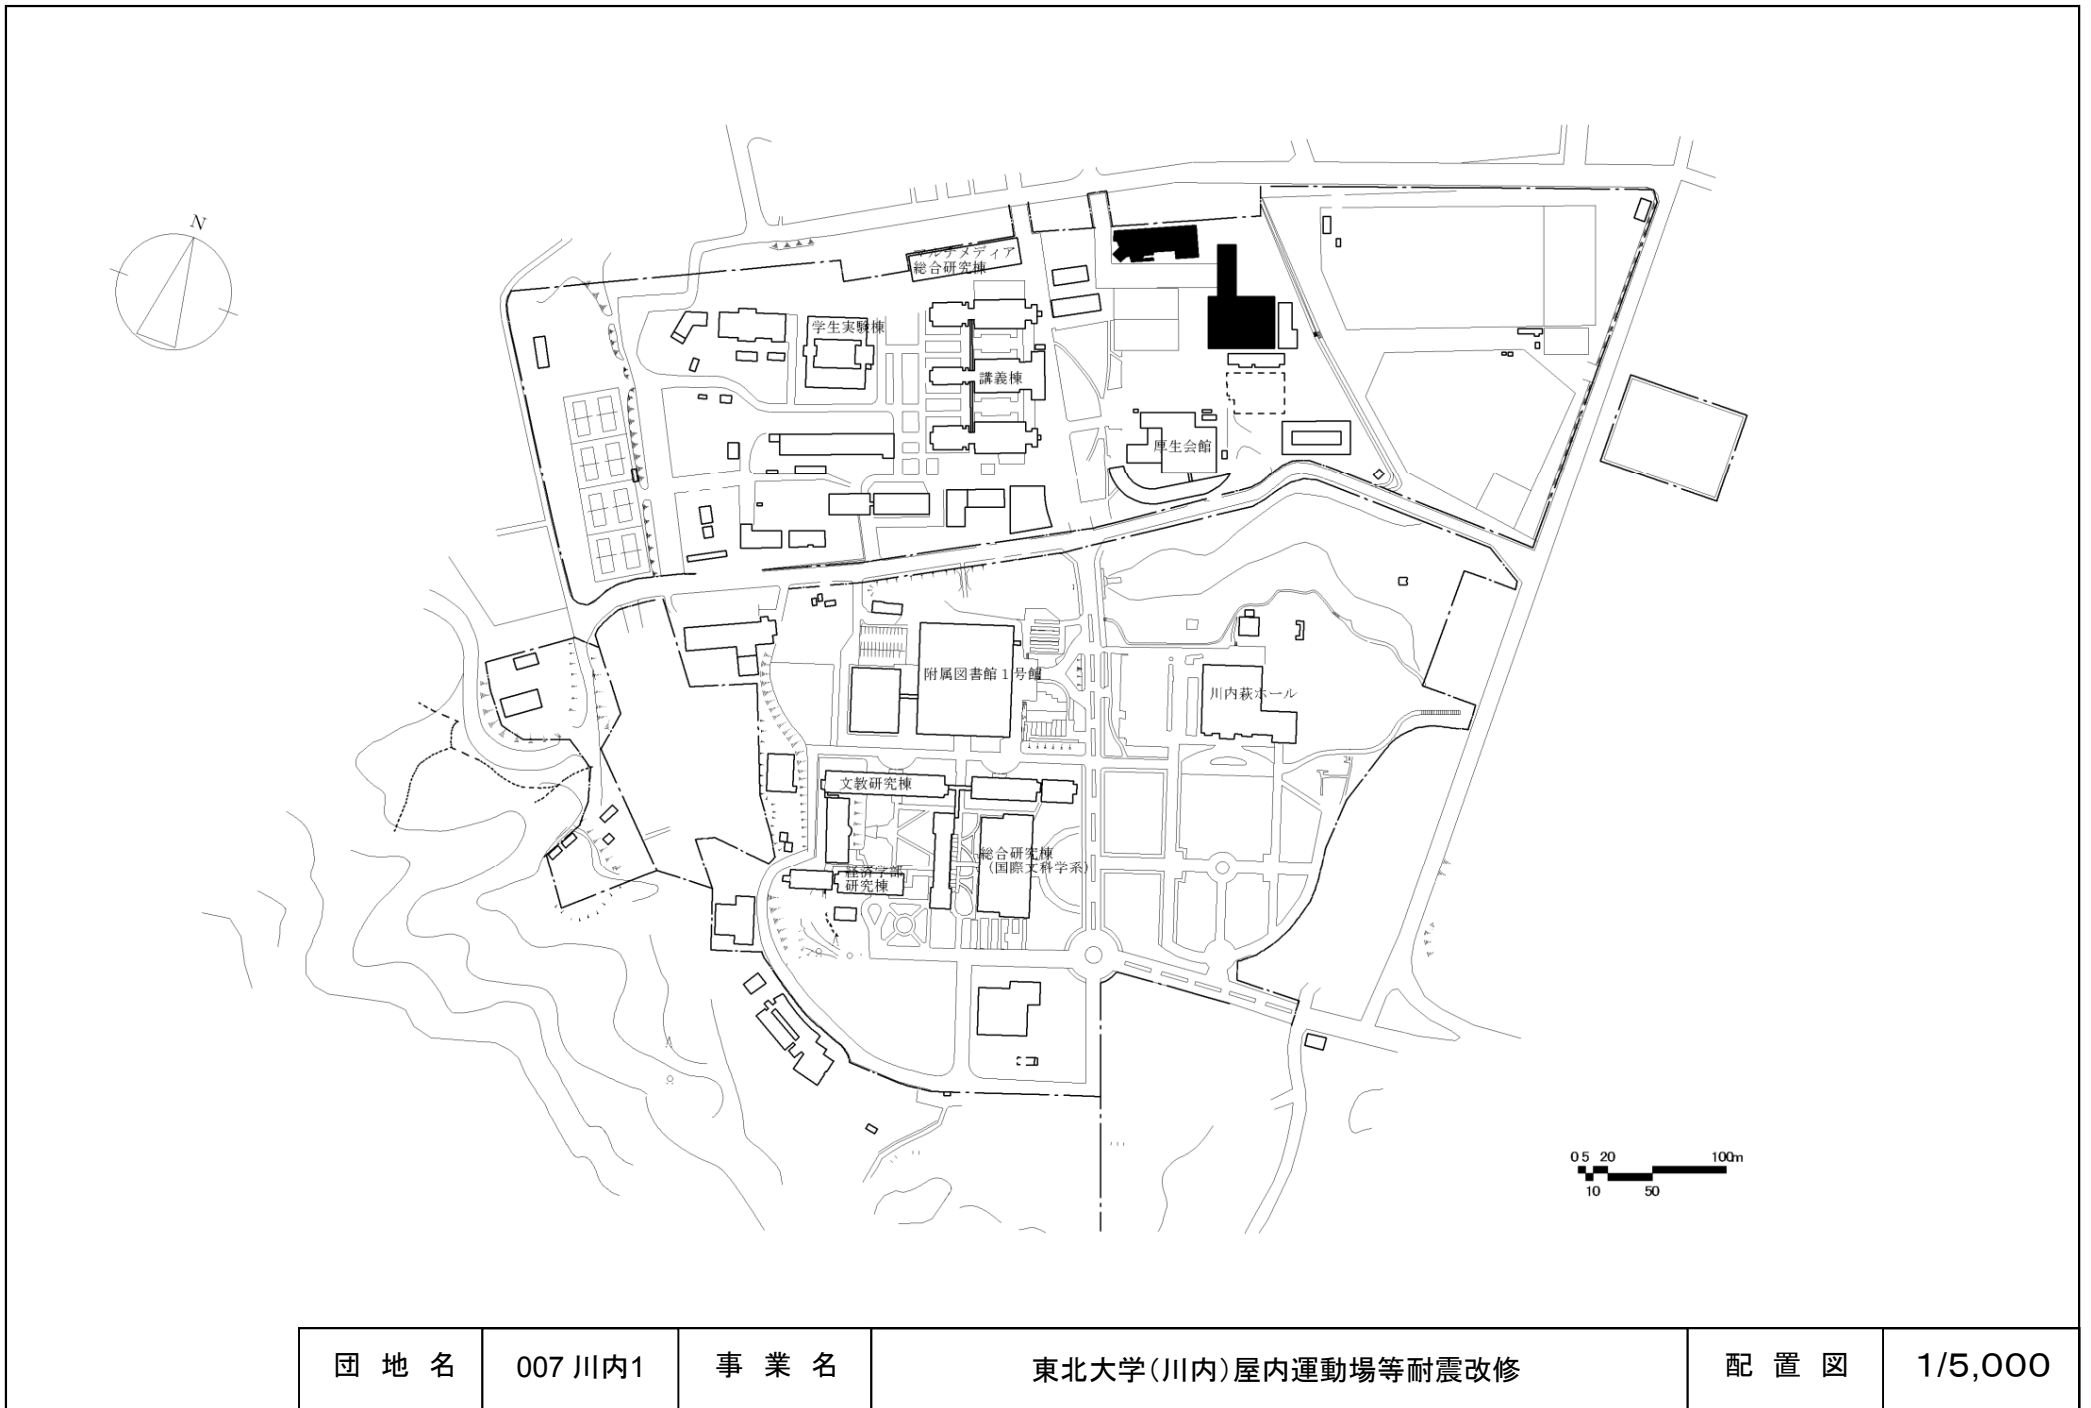 N
マルチメディア
総合研究棟
学生実験棟
講義棟
厚生会館
附属図書館1号館
川内萩ホール
文教研究棟
総合研究棟
(国際文科学系)
経済学部
研究棟
0 5 20 100m
10 50
団地名 007 川内1 事業名 東北大学(川内)屋内運動場等耐震改修 配置図 1/5,000